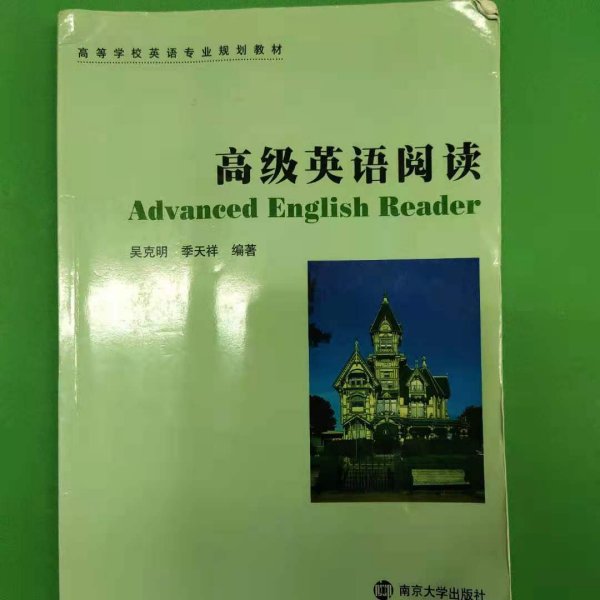 高等学校英语专业规划教材
高级英语阅读
Advanced English Reader
吴克明 季天祥 编著
南京大学出版社